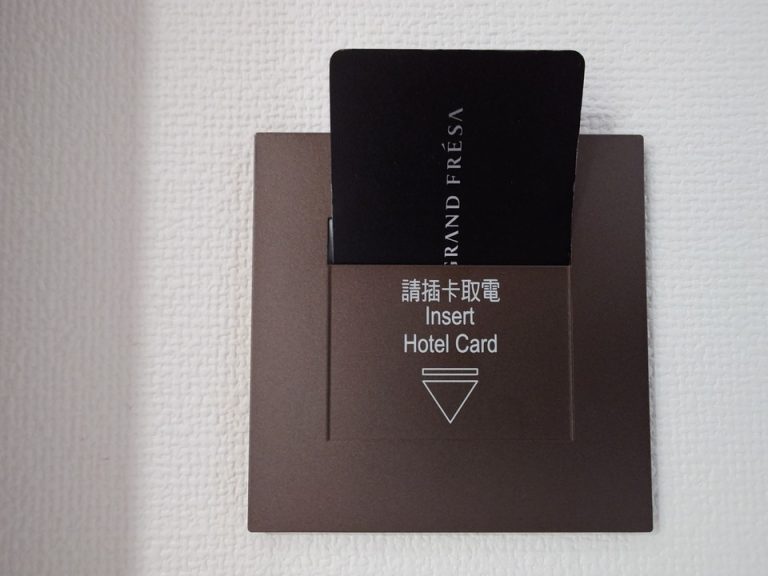 GRAND FRÉSA
請插卡取電
Insert
Hotel Card